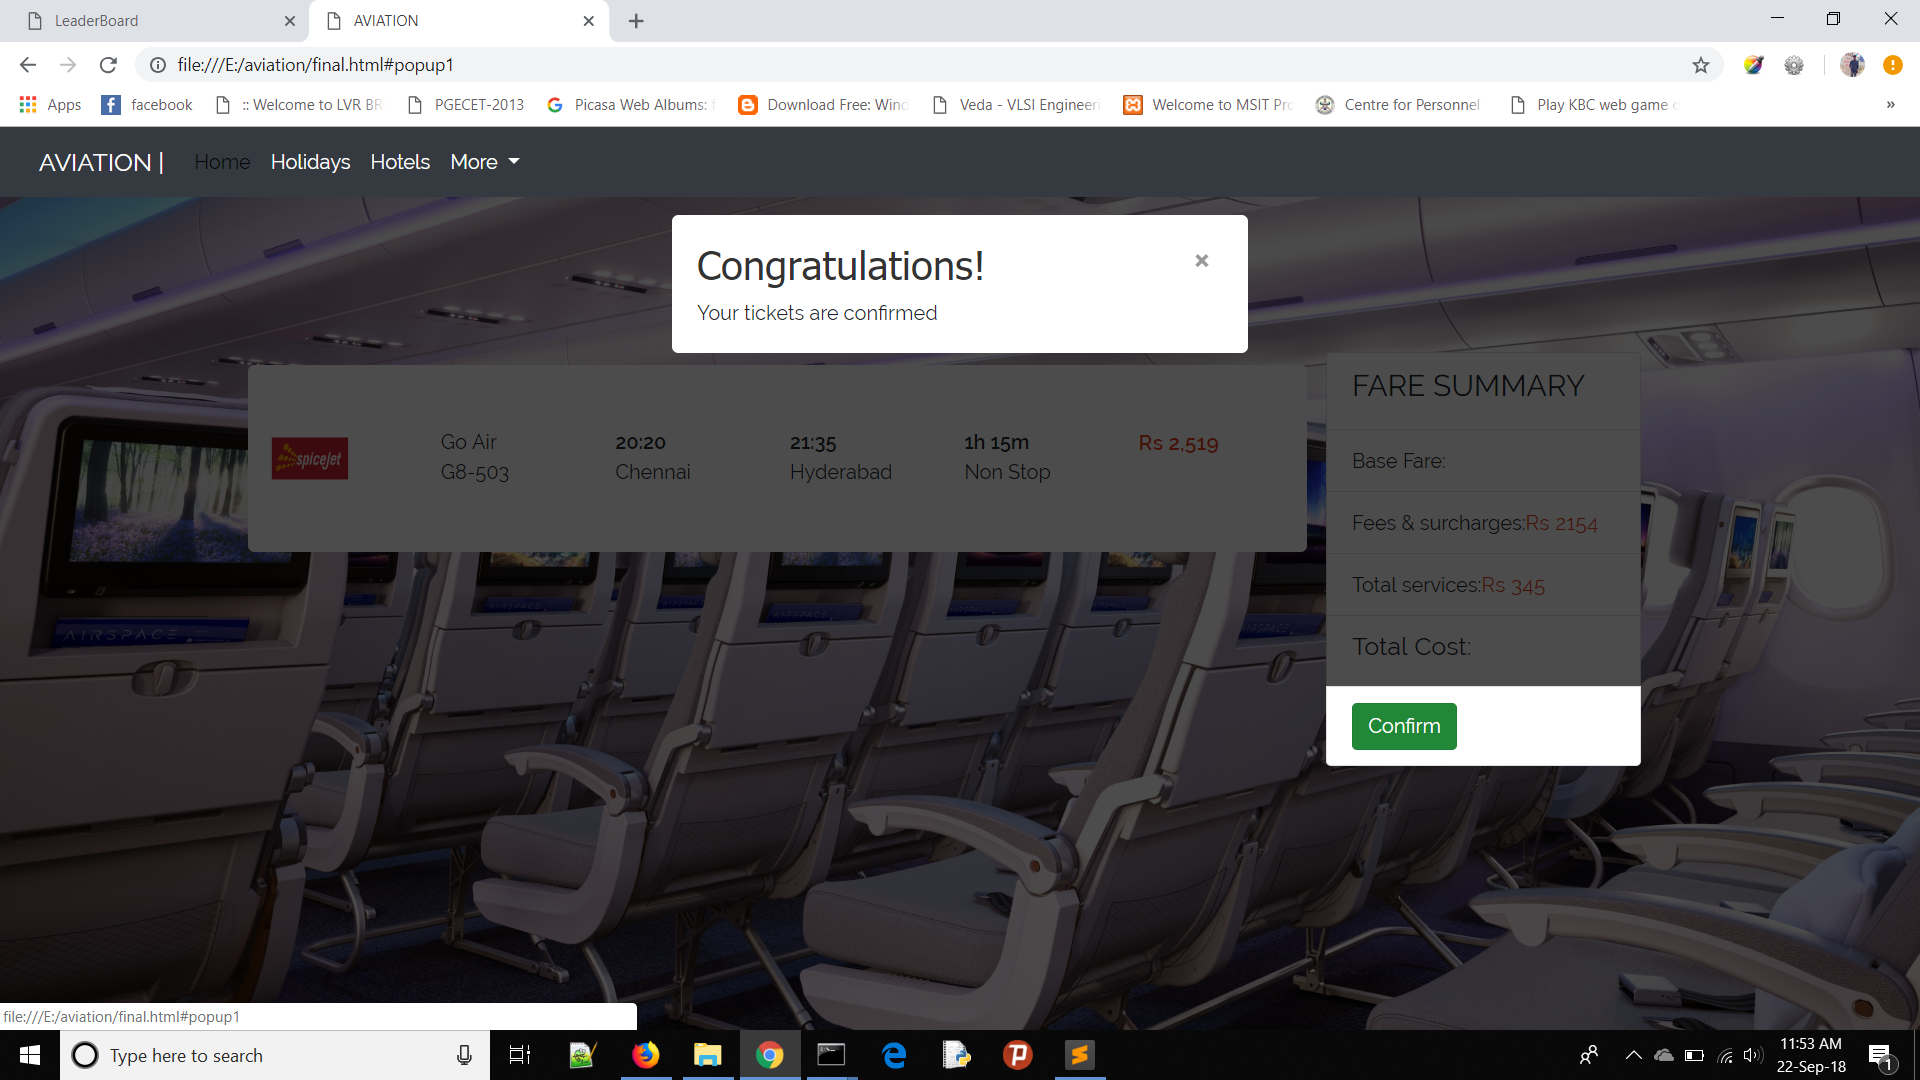 LeaderBoard
AVIATION
file:///E:/aviation/final.html#popup1
Apps
facebook
:: Welcome to LVR BR
PGECET-2013
Picasa Web Albums: f
Download Free: Wind
Veda - VLSI Engineeri
Welcome to MSIT Pro
Centre for Personnel
Play KBC web game o
»
AVIATION |
Home
Holidays
Hotels
More
Congratulations!
×
Your tickets are confirmed
spicejet
Go Air
G8-503
20:20
Chennai
21:35
Hyderabad
1h 15m
Non Stop
Rs 2,519
FARE SUMMARY
Base Fare:
Fees & surcharges:Rs 2154
Total services:Rs 345
Total Cost:
Confirm
AIRSPACE
file:///E:/aviation/final.html#popup1
Type here to search
11:53 AM
22-Sep-18
1